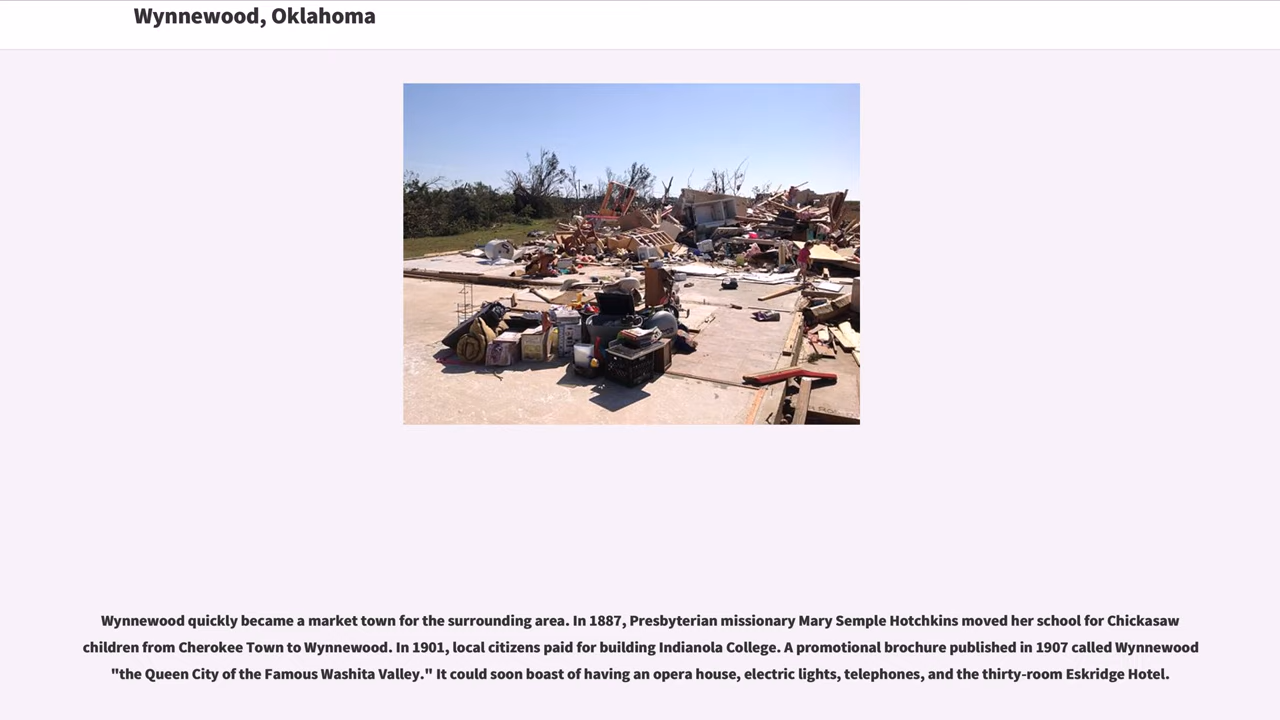 Wynnewood, Oklahoma
Wynnewood quickly became a market town for the surrounding area. In 1887, Presbyterian missionary Mary Semple Hotchkins moved her school for Chickasaw
children from Cherokee Town to Wynnewood. In 1901, local citizens paid for building Indianola College. A promotional brochure published in 1907 called Wynnewood
"the Queen City of the Famous Washita Valley." It could soon boast of having an opera house, electric lights, telephones, and the thirty-room Eskridge Hotel.